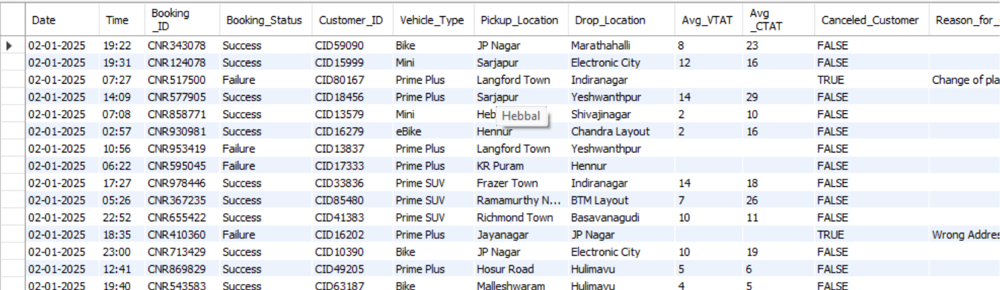 Date Time Booking _ID Booking_Status Customer_ID Vehicle_Type Pickup_Location Drop_Location Avg_VTAT Avg _CTAT Canceled_Customer Reason_for_
02-01-2025 19:22 CNR343078 Success CID59090 Bike JP Nagar Marathahalli 8 23 FALSE
02-01-2025 19:31 CNR124078 Success CID15999 Mini Sarjapur Electronic City 12 16 FALSE
02-01-2025 07:27 CNR517500 Failure CID80167 Prime Plus Langford Town Indiranagar TRUE Change of pla
02-01-2025 14:09 CNR577905 Success CID18456 Prime Plus Sarjapur Yeshwanthpur 14 29 FALSE
02-01-2025 07:08 CNR858771 Success CID13579 Mini Heb Hebbal Shivajinagar 2 10 FALSE
02-01-2025 02:57 CNR930981 Success CID16279 eBike Hennur Chandra Layout 2 16 FALSE
02-01-2025 10:56 CNR953419 Failure CID13837 Prime Plus Langford Town Yeshwanthpur FALSE
02-01-2025 06:22 CNR595045 Failure CID17333 Prime Plus KR Puram Hennur FALSE
02-01-2025 17:27 CNR978446 Success CID33836 Prime SUV Frazer Town Indiranagar 14 18 FALSE
02-01-2025 05:26 CNR367235 Success CID85480 Prime SUV Ramamurthy N... BTM Layout 7 26 FALSE
02-01-2025 22:52 CNR655422 Success CID41383 Prime SUV Richmond Town Basavanagudi 10 11 FALSE
02-01-2025 18:35 CNR410360 Failure CID16202 Prime Plus Jayanagar JP Nagar TRUE Wrong Addres
02-01-2025 23:00 CNR713429 Success CID10390 Bike JP Nagar Electronic City 10 19 FALSE
02-01-2025 12:41 CNR869829 Success CID49205 Prime Plus Hosur Road Hulimavu 5 6 FALSE
02-01-2025 19:40 CNR543583 Success CID63187 Bike Malleshwaram Hulimavu 4 5 FALSE